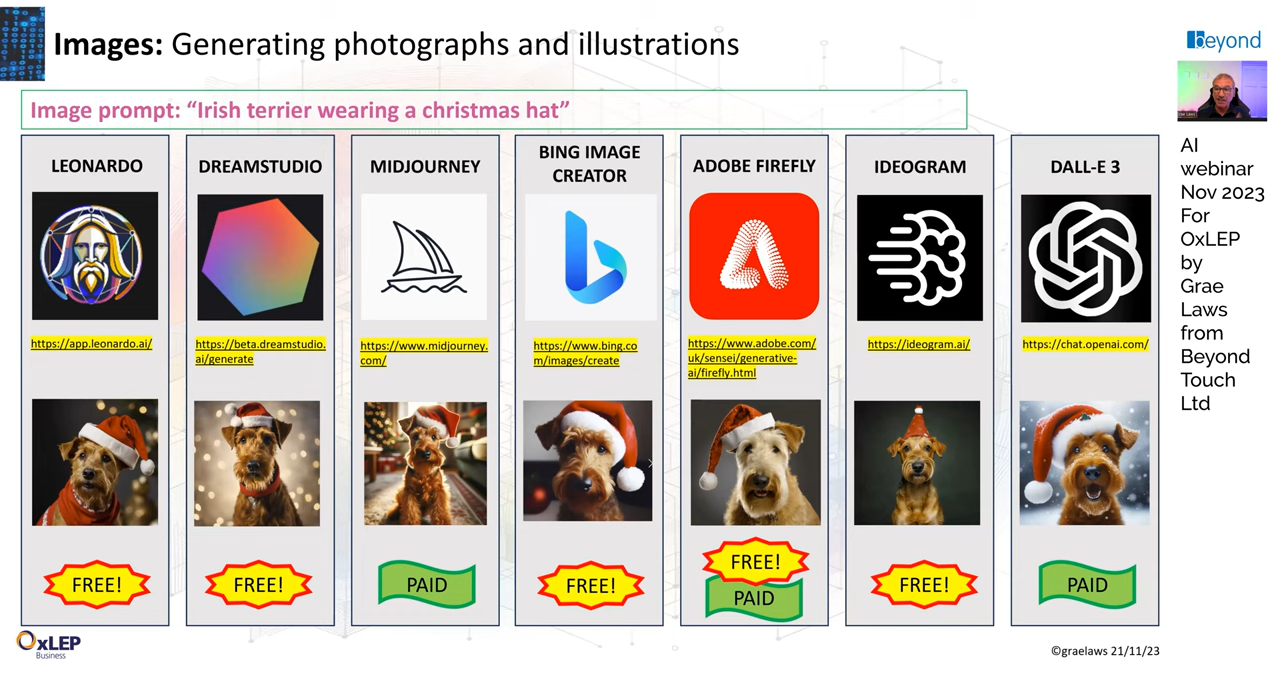 Images: Generating photographs and illustrations
beyond
Image prompt: “Irish terrier wearing a christmas hat”
LEONARDO
https://app.leonardo.ai/
FREE!
DREAMSTUDIO
https://beta.dreamstudio.
ai/generate
FREE!
MIDJOURNEY
https://www.midjourney.
com/
PAID
BING IMAGE
CREATOR
https://www.bing.co
m/images/create
FREE!
ADOBE FIREFLY
https://www.adobe.com/
uk/sensei/generative-
ai/firefly.html
FREE!
PAID
IDEOGRAM
https://ideogram.ai/
FREE!
DALL-E 3
https://chat.openai.com/
PAID
AI
webinar
Nov 2023
For
OxLEP
by
Grae
Laws
from
Beyond
Touch
Ltd
OxLEP
Business
©graelaws 21/11/23